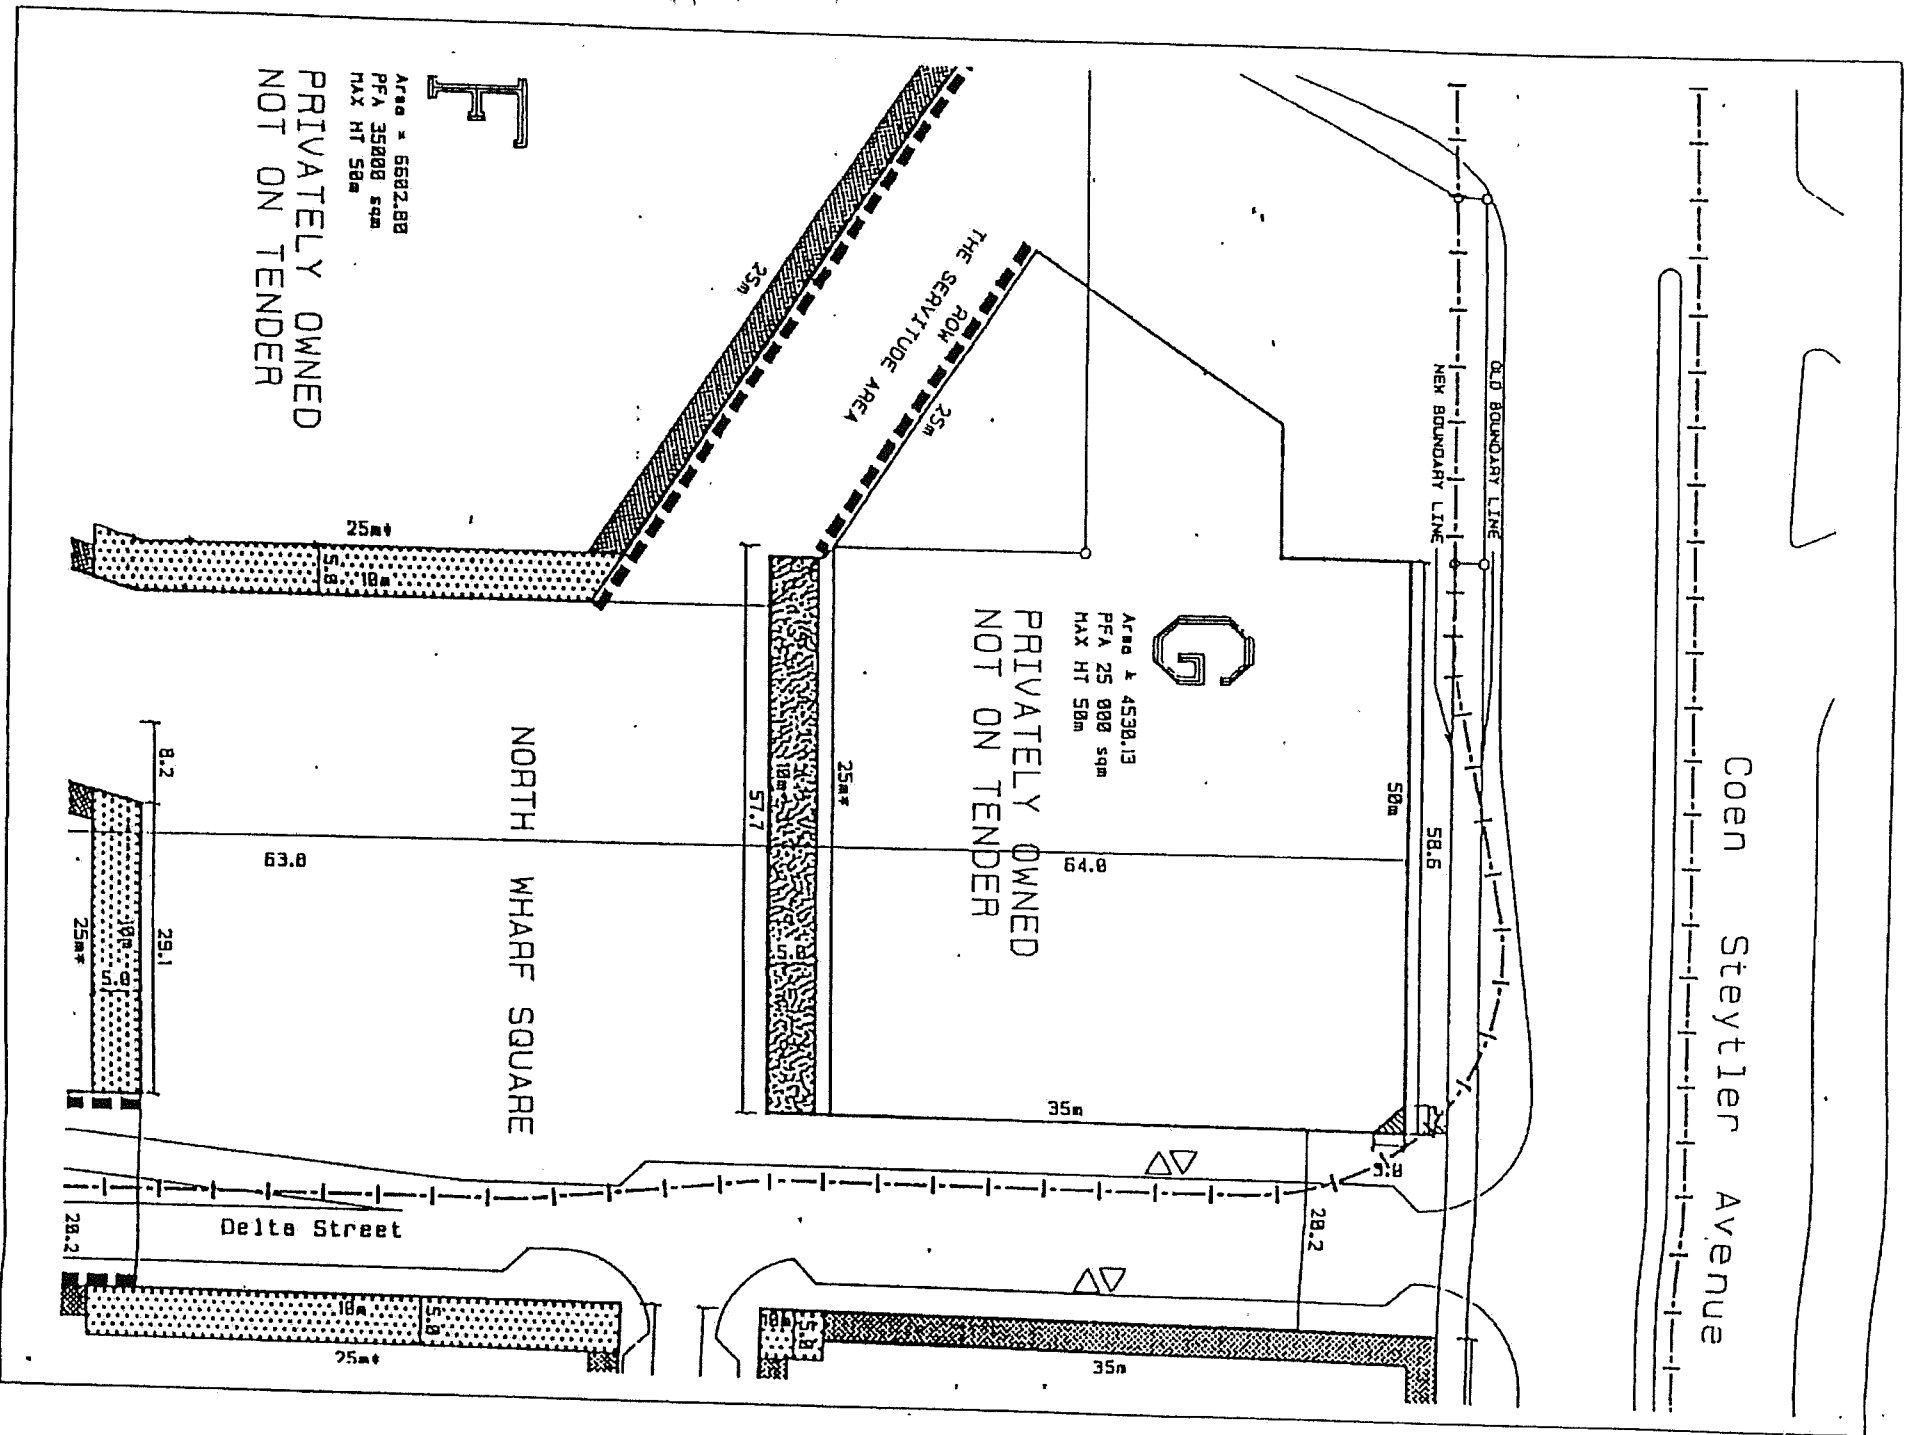 Coen Steytler Avenue
OLD BOUNDARY LINE
NEW BOUNDARY LINE
58.6
50m
G
Area = 4530.13
PFA 25 000 sqm
MAX HT 50m
PRIVATELY OWNED
NOT ON TENDER
64.0
35m
9.0
20.2
THE SERVITUDE AREA
ROW
25m
25m
25m*
10m
5.0
57.7
F
Area = 6602.80
PFA 35000 sqm
MAX HT 50m
PRIVATELY OWNED
NOT ON TENDER
25m*
5.0
10m
NORTH WHARF SQUARE
63.0
8.2
29.1
10m
5.0
25m*
Delta Street
20.2
10m
5.0
25m*
10m
5.0
35m